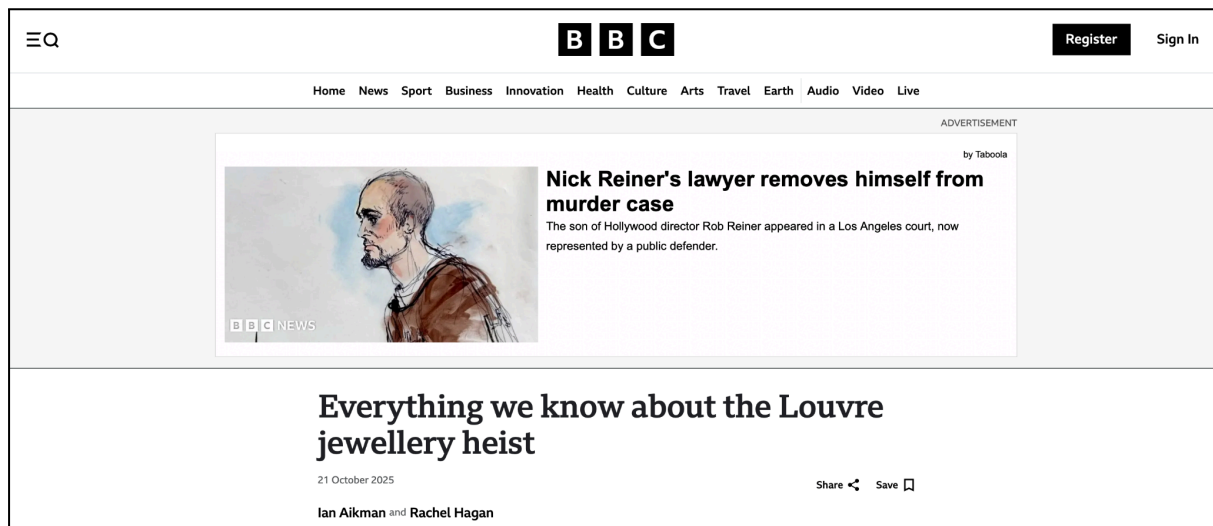 BBC
Register Sign In
Home News Sport Business Innovation Health Culture Arts Travel Earth Audio Video Live
ADVERTISEMENT
by Taboola
Nick Reiner's lawyer removes himself from
murder case
The son of Hollywood director Rob Reiner appeared in a Los Angeles court, now
represented by a public defender.
BBC NEWS
Everything we know about the Louvre
jewellery heist
21 October 2025
Share Save
Ian Aikman and Rachel Hagan